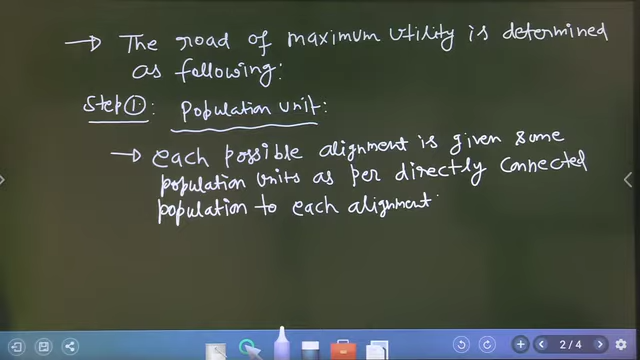 → The road of maximum utility is determined
as following:
Step ①: Population Unit:
→ Each possible alignment is given some
population units as per directly connected
population to each alignment
2/4